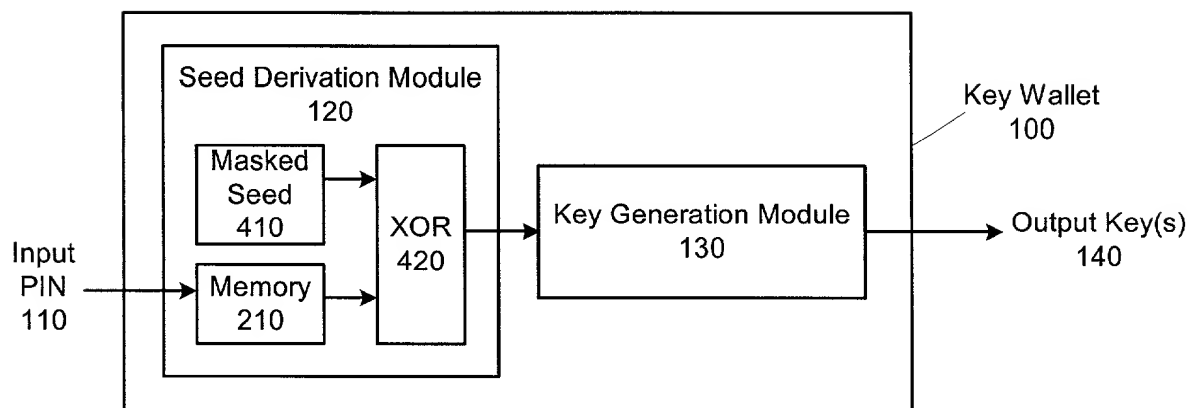 Seed Derivation Module
120
Masked
Seed
410
XOR
420
Memory
210
Input
PIN
110
Key Generation Module
130
Key Wallet
100
Output Key(s)
140